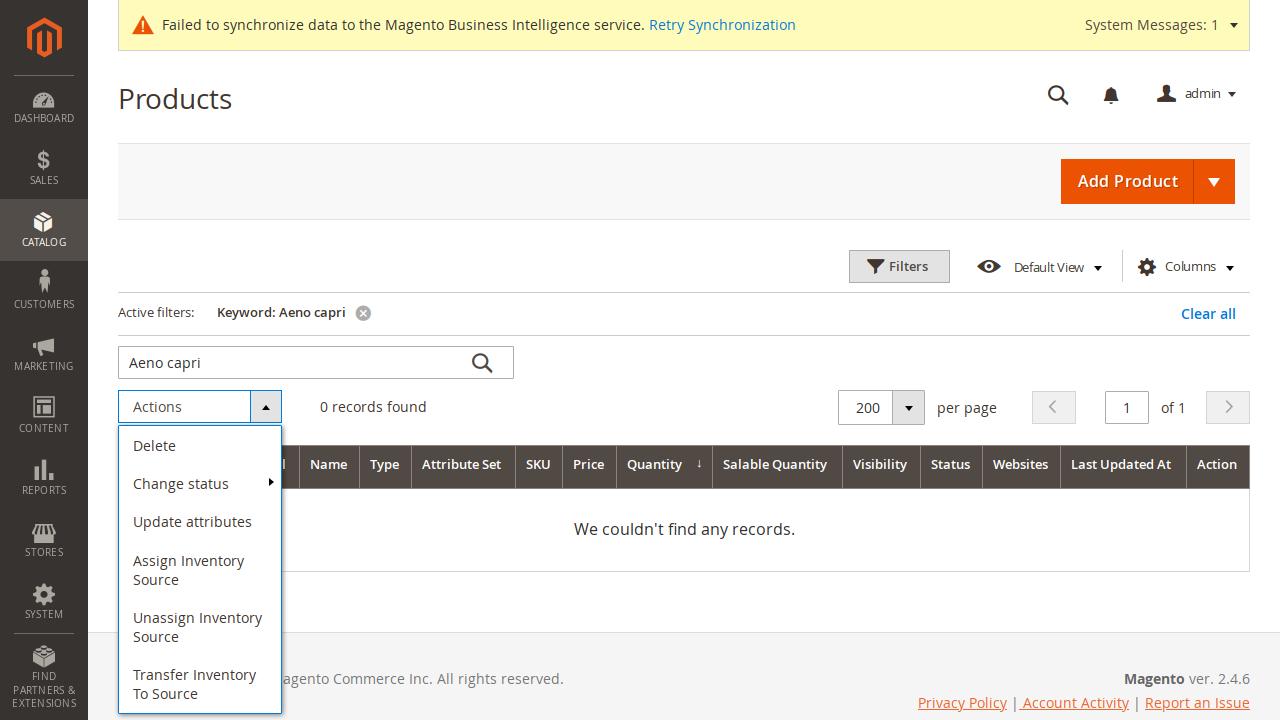 Failed to synchronize data to the Magento Business Intelligence service. Retry Synchronization
System Messages: 1
Products
admin
DASHBOARD
SALES
CATALOG
CUSTOMERS
MARKETING
CONTENT
REPORTS
STORES
SYSTEM
FIND
PARTNERS &
EXTENSIONS
Add Product
Filters
Default View
Columns
Active filters:
Keyword: Aeno capri
Clear all
Aeno capri
Actions
0 records found
200
per page
1
of 1
Delete
Change status
Update attributes
Assign Inventory
Source
Unassign Inventory
Source
Transfer Inventory
To Source
Name
Type
Attribute Set
SKU
Price
Quantity ↓
Salable Quantity
Visibility
Status
Websites
Last Updated At
Action
We couldn't find any records.
agento Commerce Inc. All rights reserved.
Magento ver. 2.4.6
Privacy Policy | Account Activity | Report an Issue